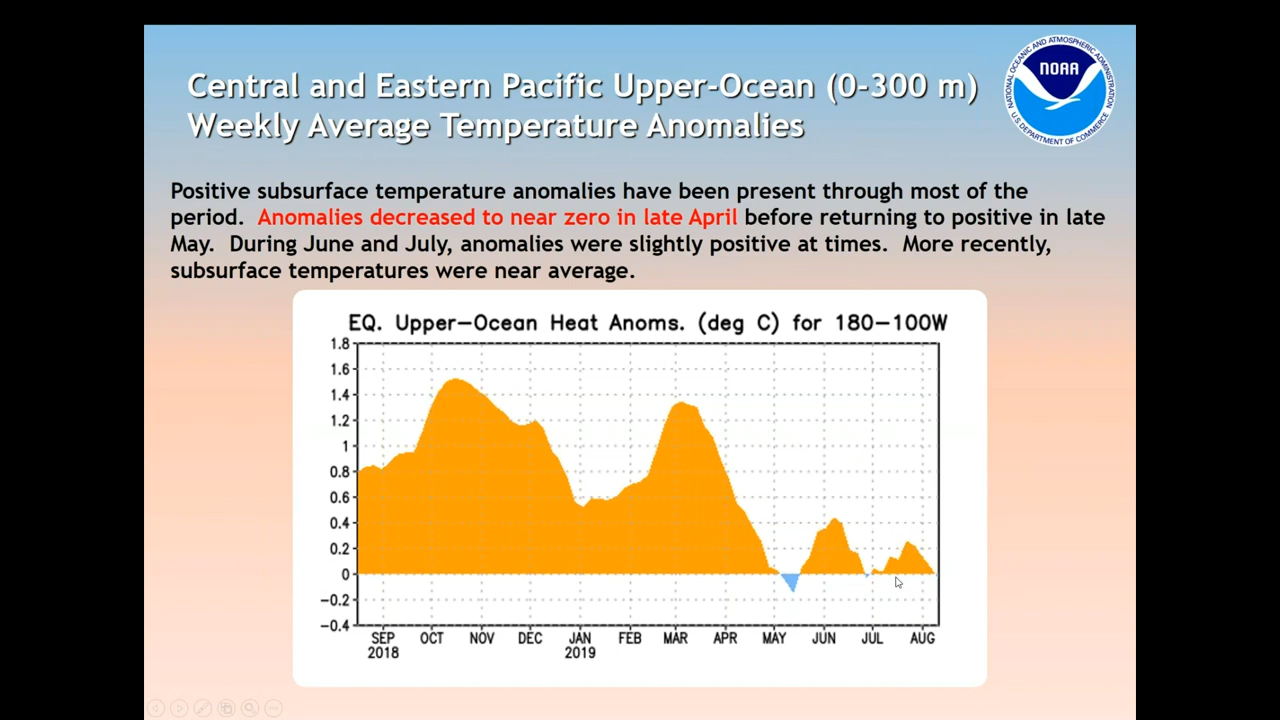 Central and Eastern Pacific Upper-Ocean (0-300 m)
Weekly Average Temperature Anomalies
NOAA
NATIONAL OCEANIC AND ATMOSPHERIC ADMINISTRATION
U.S. DEPARTMENT OF COMMERCE
Positive subsurface temperature anomalies have been present through most of the
period. Anomalies decreased to near zero in late April before returning to positive in late
May. During June and July, anomalies were slightly positive at times. More recently,
subsurface temperatures were near average.
EQ. Upper-Ocean Heat Anoms. (deg C) for 180-100W
1.8
1.6
1.4
1.2
1
0.8
0.6
0.4
0.2
0
-0.2
-0.4
SEP OCT NOV DEC JAN FEB MAR APR MAY JUN JUL AUG
2018 2019